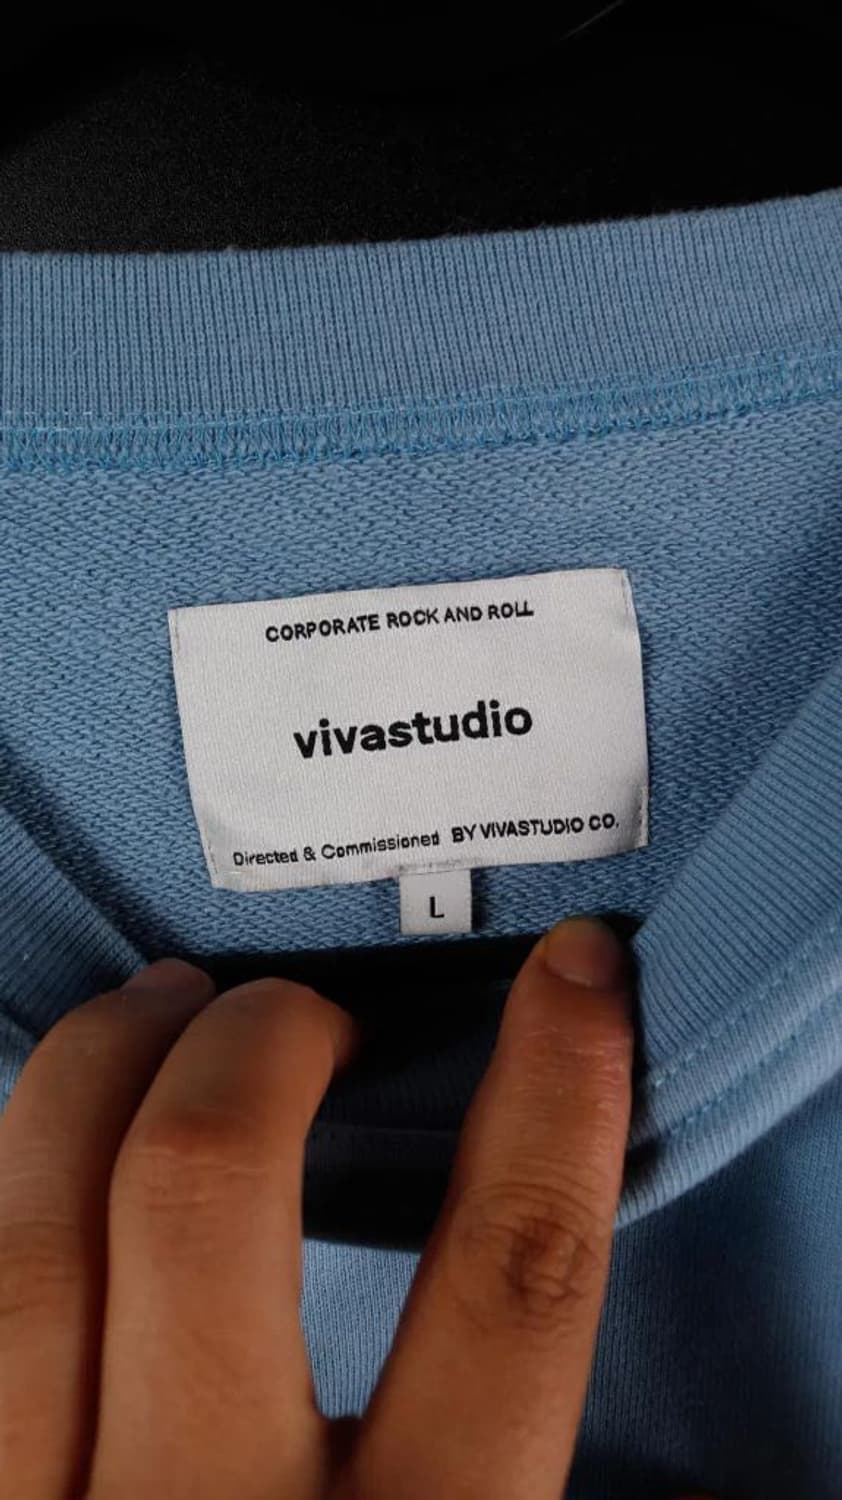 CORPORATE ROCK AND ROLL
vivastudio
Directed & Commissioned BY VIVASTUDIO CO.
L